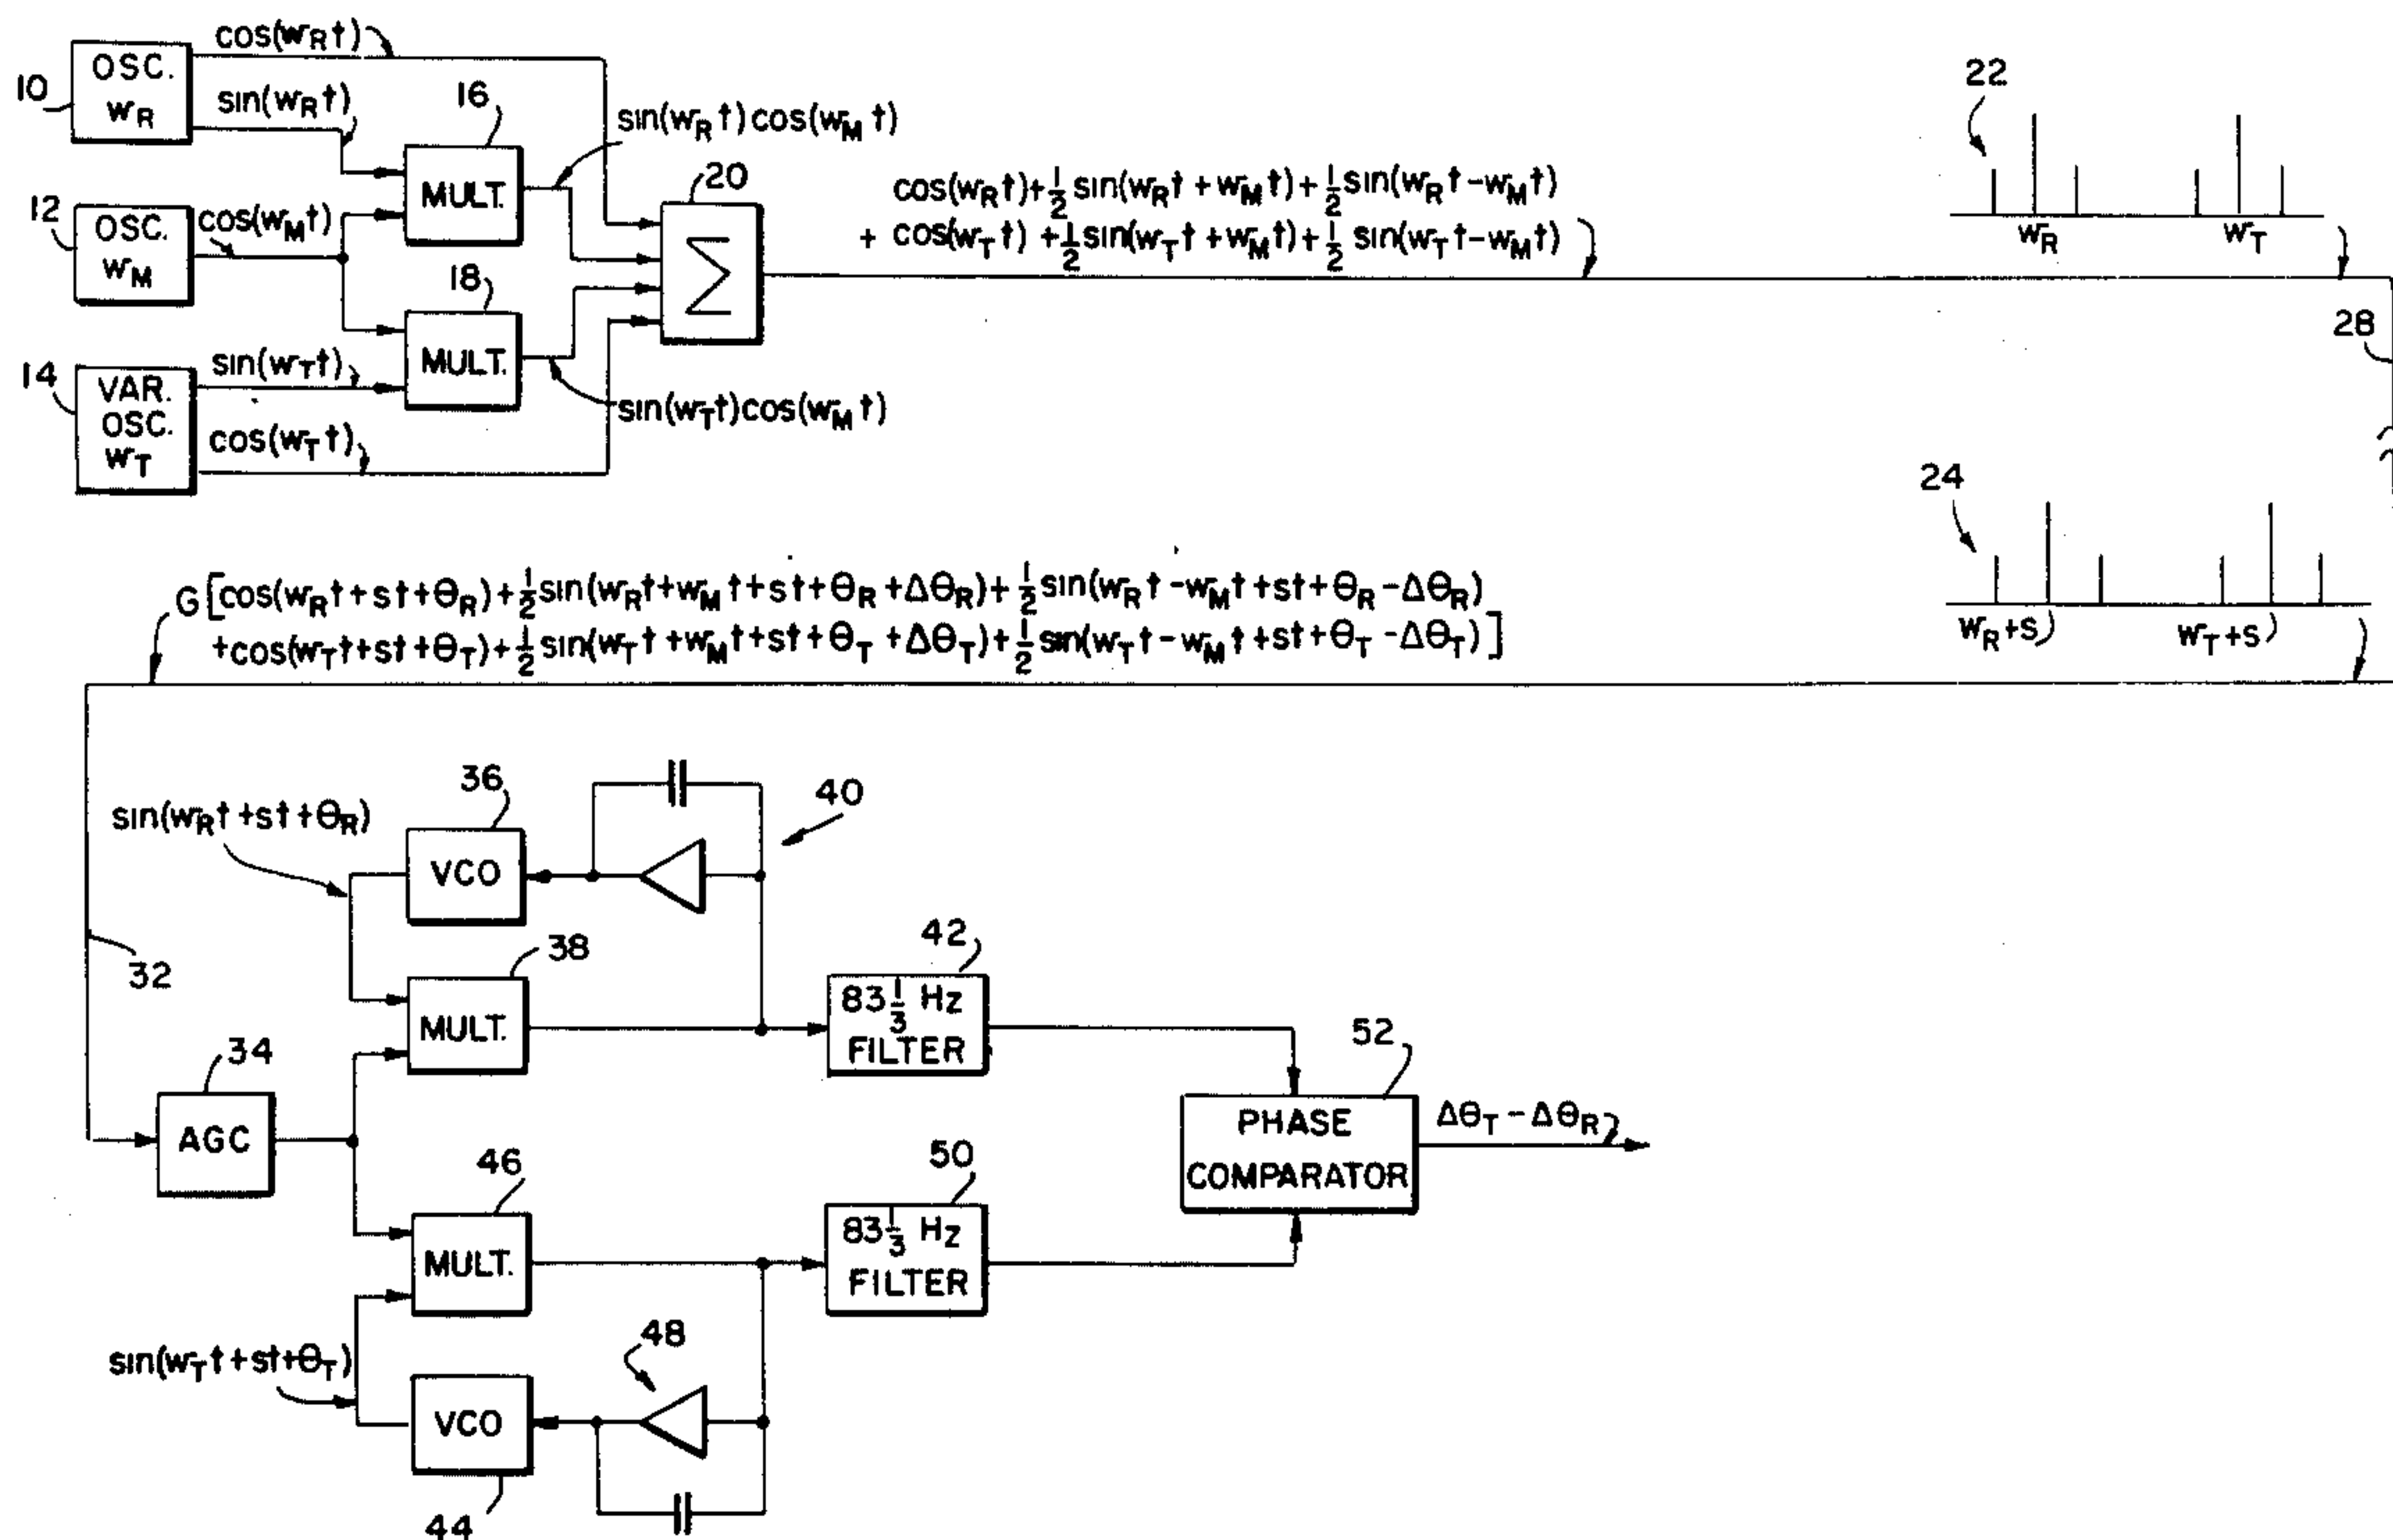 cos(wRt)
10
OSC.
wR
sin(wRt)
16
MULT.
sin(wRt)cos(wMt)
20
Σ
12
OSC.
wM
cos(wMt)
18
MULT.
sin(wTt)cos(wMt)
14
VAR.
OSC.
wT
sin(wTt)
cos(wTt)
cos(wRt)+½sin(wRt+wMt)+½sin(wRt-wMt)
+ cos(wTt)+½sin(wTt+wMt)+½sin(wTt-wMt)
22
wR
wT
28
24
wR+s)
wT+s)
G[cos(wRt+st+θR)+½sin(wRt+wMt+st+θR+ΔθR)+½sin(wRt-wMt+st+θR-ΔθR)
+cos(wTt+st+θT)+½sin(wTt+wMt+st+θT+ΔθT)+½sin(wTt-wMt+st+θT-ΔθT)]
sin(wRt+st+θR)
36
VCO
40
32
38
MULT.
42
83⅓ Hz
FILTER
34
AGC
52
PHASE
COMPARATOR
ΔθT-ΔθR
46
MULT.
50
83⅓ Hz
FILTER
sin(wTt+st+θT)
48
VCO
44